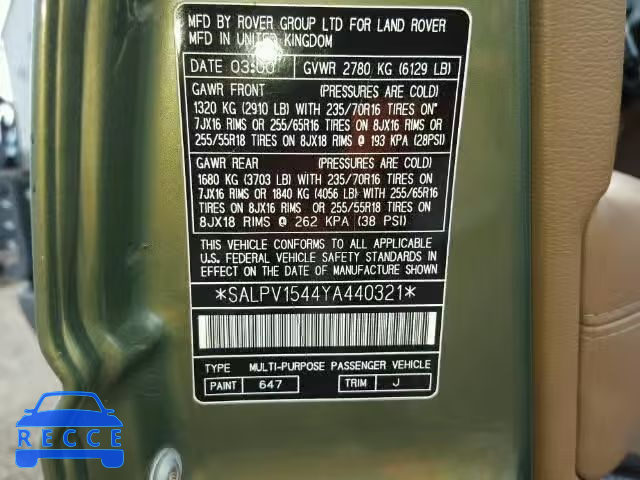 MFD BY ROVER GROUP LTD FOR LAND ROVER
MFD IN UNITED KINGDOM
DATE 03:00 GVWR 2780 KG (6129 LB)
GAWR FRONT (PRESSURES ARE COLD)
1320 KG (2910 LB) WITH 235/70R16 TIRES ON"
7JX16 RIMS OR 255/65R16 TIRES ON 8JX16 RIMS OR
255/55R18 TIRES ON 8JX18 RIMS @ 193 KPA (28PSI)
GAWR REAR (PRESSURES ARE COLD)
1680 KG (3703 LB) WITH 235/70R16 TIRES ON
7JX16 RIMS OR 1840 KG (4056 LB) WITH 255/65R16
TIRES ON 8JX16 RIMS OR 255/55R18 TIRES ON
8JX18 RIMS @ 262 KPA (38 PSI)
THIS VEHICLE CONFORMS TO ALL APPLICABLE
U.S. FEDERAL VEHICLE SAFETY STANDARDS IN
EFFECT ON THE DATE OF MANUFACTURE SHOWN
*SALPV1544YA440321*
TYPE MULTI-PURPOSE PASSENGER VEHICLE
PAINT 647 TRIM J
RECCE